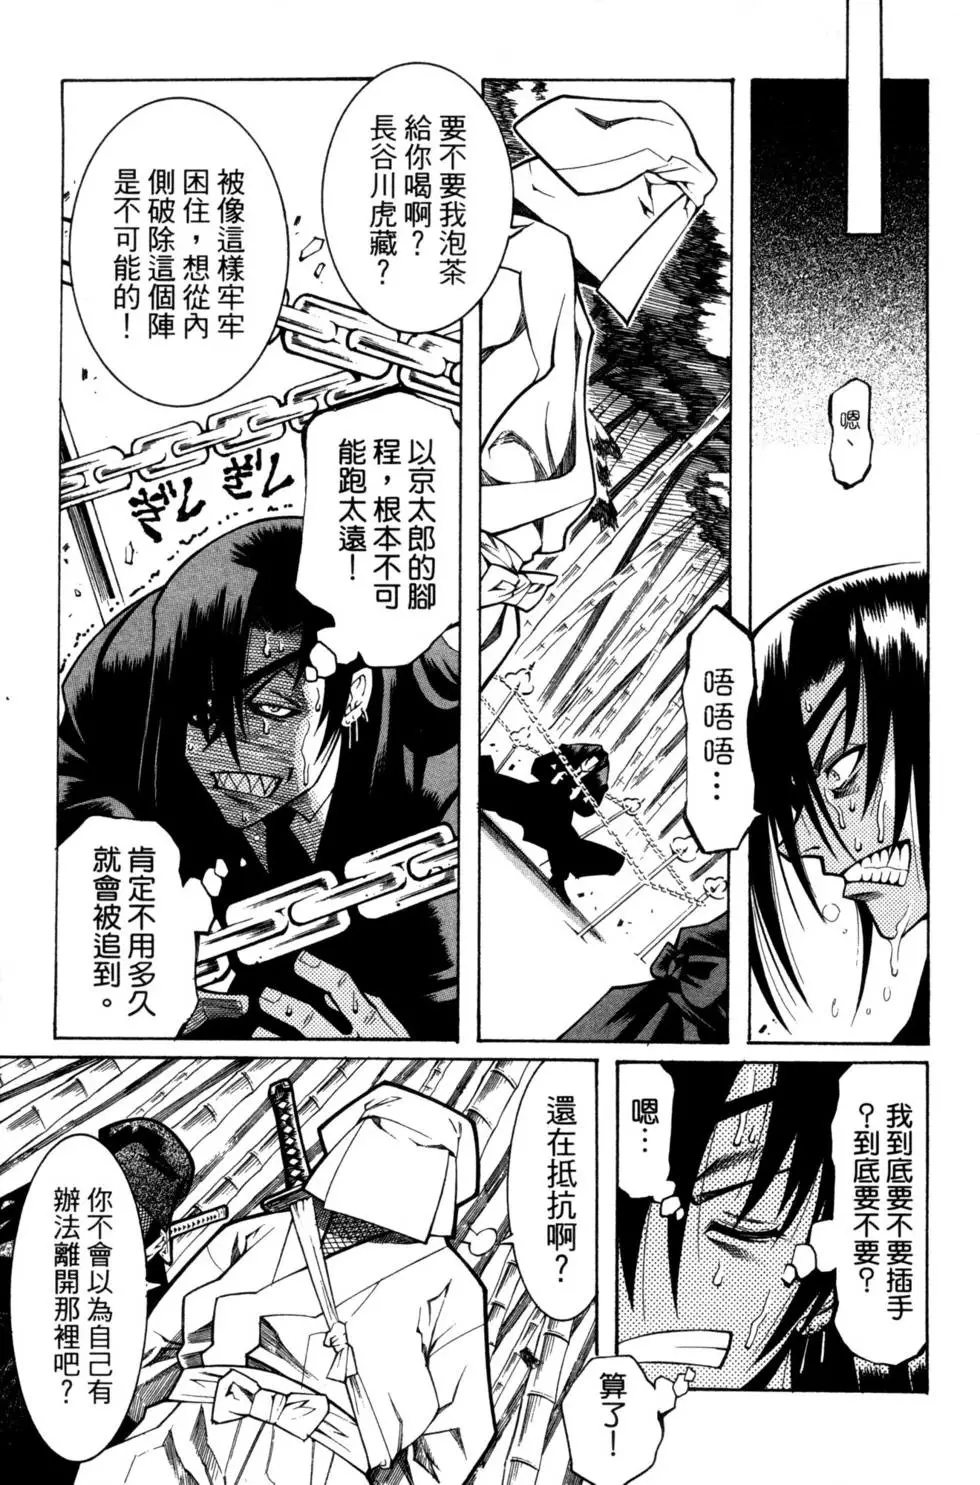 嗯、
唔唔唔…
要不要我泡茶
給你喝啊？
長谷川虎藏？
被像這樣牢牢
困住，想從內
側破除這個陣
是不可能的！
以京太郎的腳
程，根本不可
能跑太遠！
ググ
ギギ
肯定不用多久
就會被追到。
我到底要不要插手
？到底要不要？
嗯…
算了！
還在抵抗啊？
你不會以為自己有
辦法離開那裡吧？